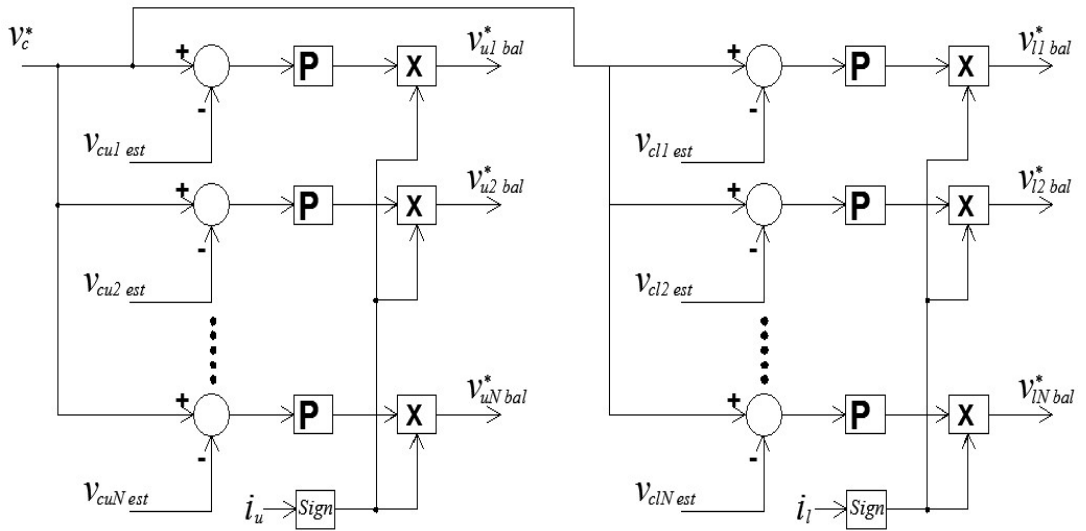 v*c + P X v*u1 bal + P X v*l1 bal
- -
vcu1 est vcl1 est
+ P X v*u2 bal + P X v*l2 bal
- -
vcu2 est vcl2 est
+ P X v*uN bal + P X v*lN bal
- -
vcuN est iu Sign vclN est il Sign